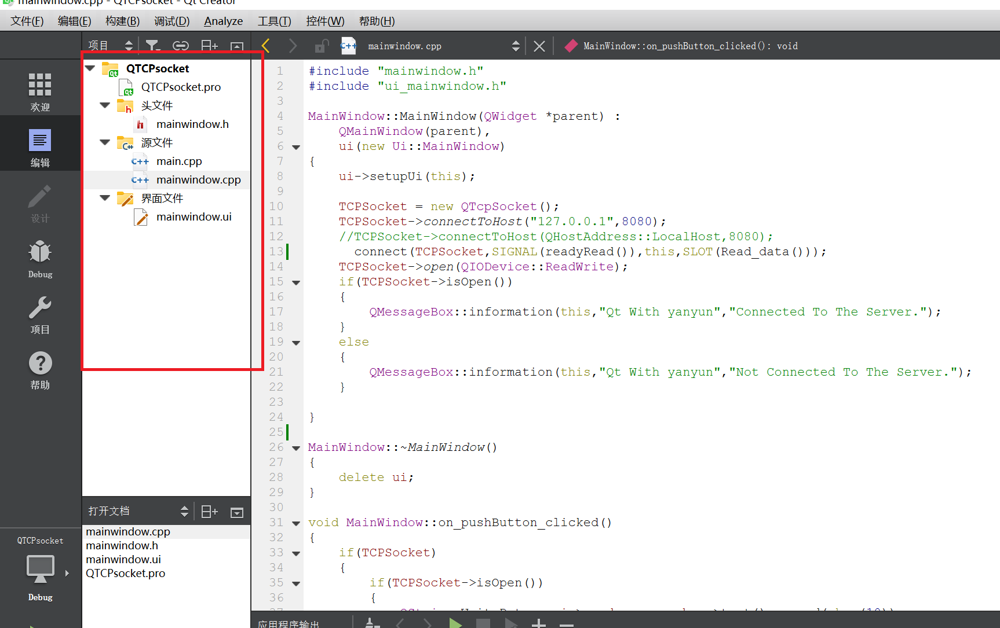 mainwindow.cpp - QTCPsocket - Qt Creator
文件(F) 编辑(E) 构建(B) 调试(D) Analyze 工具(T) 控件(W) 帮助(H)
项目
mainwindow.cpp
MainWindow::on_pushButton_clicked(): void
欢迎
编辑
设计
Debug
项目
帮助
QTCPsocket
Debug
QTCPsocket
QTCPsocket.pro
头文件
mainwindow.h
源文件
main.cpp
mainwindow.cpp
界面文件
mainwindow.ui
打开文档
mainwindow.cpp
mainwindow.h
mainwindow.ui
QTCPsocket.pro
1 #include "mainwindow.h"
2 #include "ui_mainwindow.h"
3
4 MainWindow::MainWindow(QWidget *parent) :
5 QMainWindow(parent),
6 ui(new Ui::MainWindow)
7 {
8 ui->setupUi(this);
9
10 TCPSocket = new QTcpSocket();
11 TCPSocket->connectToHost("127.0.0.1",8080);
12 //TCPSocket->connectToHost(QHostAddress::LocalHost,8080);
13 connect(TCPSocket,SIGNAL(readyRead()),this,SLOT(Read_data()));
14 TCPSocket->open(QIODevice::ReadWrite);
15 if(TCPSocket->isOpen())
16 {
17 QMessageBox::information(this,"Qt With yanyun","Connected To The Server.");
18 }
19 else
20 {
21 QMessageBox::information(this,"Qt With yanyun","Not Connected To The Server.");
22 }
23
24 }
25
26 MainWindow::~MainWindow()
27 {
28 delete ui;
29 }
30
31 void MainWindow::on_pushButton_clicked()
32 {
33 if(TCPSocket)
34 {
35 if(TCPSocket->isOpen())
36 {
应用程序输出